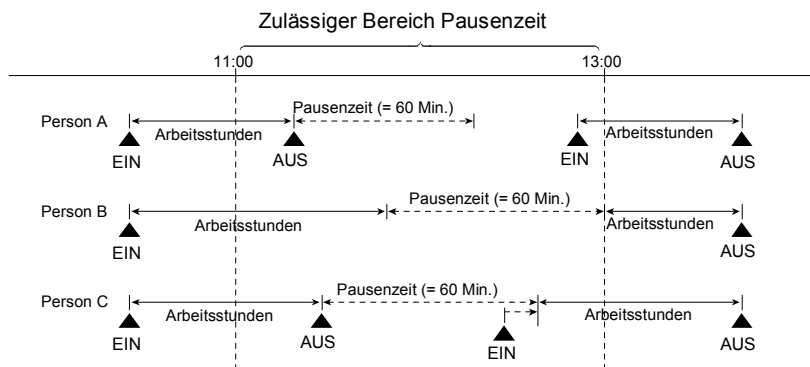 Zulässiger Bereich Pausenzeit
11:00 13:00
Person A Pausenzeit (= 60 Min.)
Arbeitsstunden Arbeitsstunden
EIN AUS EIN AUS
Person B Pausenzeit (= 60 Min.)
Arbeitsstunden Arbeitsstunden
EIN AUS
Person C Pausenzeit (= 60 Min.)
Arbeitsstunden Arbeitsstunden
EIN AUS EIN AUS